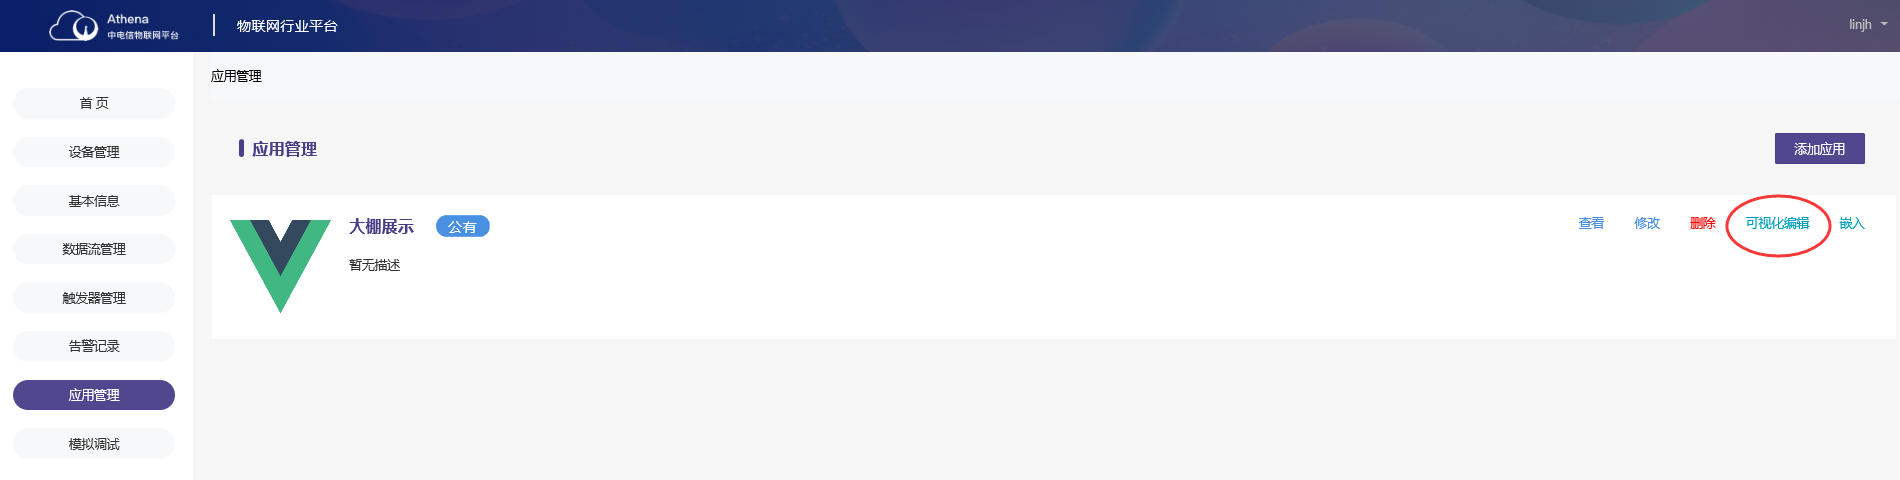 Athena
中电信物联网平台
物联网行业平台
linjh
首 页
设备管理
基本信息
数据流管理
触发器管理
告警记录
应用管理
模拟调试
应用管理
应用管理
添加应用
大棚展示 公有
查看 修改 删除 可视化编辑 嵌入
暂无描述